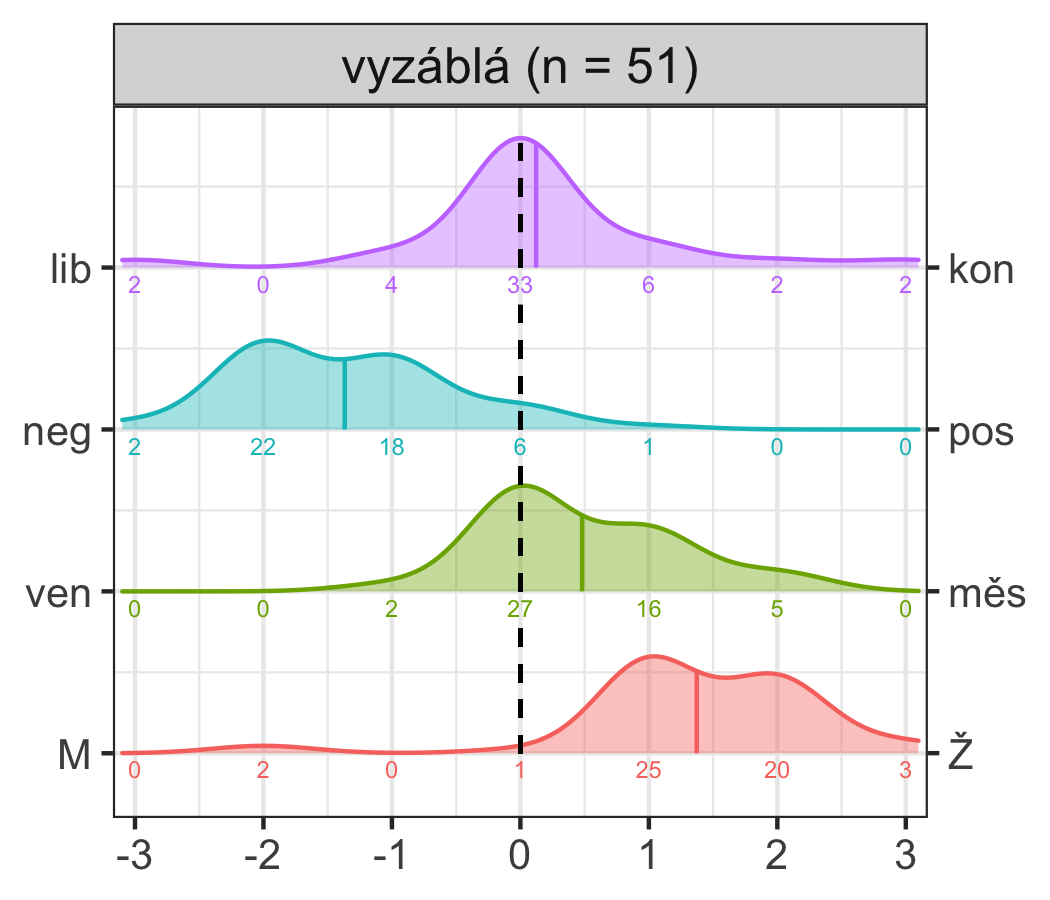 vyzáblá (n = 51)
lib kon
2 0 4 33 6 2 2
neg pos
2 22 18 6 1 0 0
ven měs
0 0 2 27 16 5 0
M Ž
0 2 0 1 25 20 3
-3 -2 -1 0 1 2 3